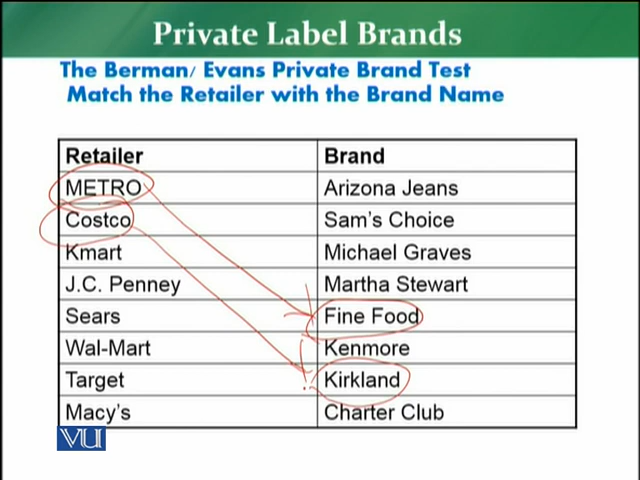 Private Label Brands
The Berman/ Evans Private Brand Test
Match the Retailer with the Brand Name
Retailer Brand
METRO Arizona Jeans
Costco Sam's Choice
Kmart Michael Graves
J.C. Penney Martha Stewart
Sears Fine Food
Wal-Mart Kenmore
Target Kirkland
Macy's Charter Club
VU